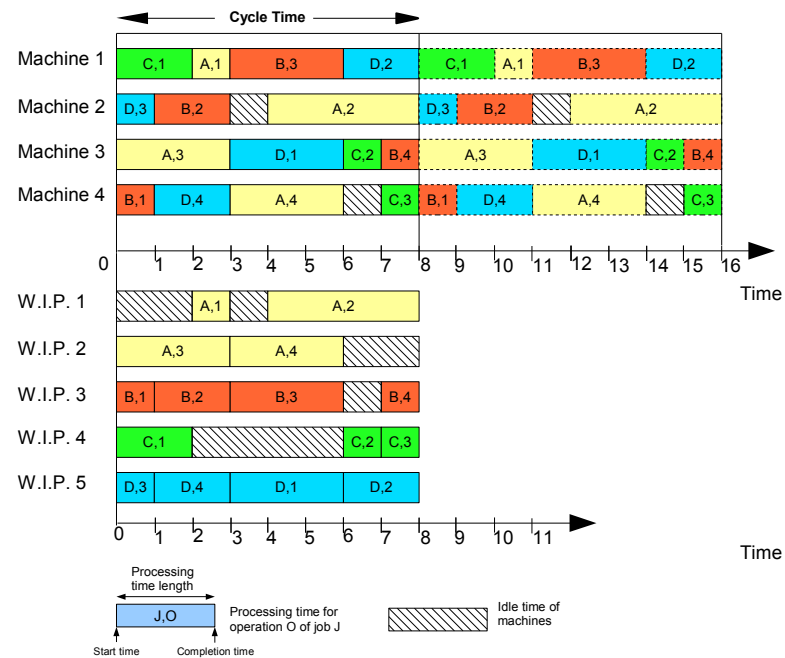 Cycle Time
Machine 1 C,1 A,1 B,3 D,2 C,1 A,1 B,3 D,2
Machine 2 D,3 B,2 A,2 D,3 B,2 A,2
Machine 3 A,3 D,1 C,2 B,4 A,3 D,1 C,2 B,4
Machine 4 B,1 D,4 A,4 C,3 B,1 D,4 A,4 C,3
0 1 2 3 4 5 6 7 8 9 10 11 12 13 14 15 16
Time
W.I.P. 1 A,1 A,2
W.I.P. 2 A,3 A,4
W.I.P. 3 B,1 B,2 B,3 B,4
W.I.P. 4 C,1 C,2 C,3
W.I.P. 5 D,3 D,4 D,1 D,2
0 1 2 3 4 5 6 7 8 9 10 11
Time
Processing
time length
J,O
Start time
Completion time
Processing time for
operation O of job J
Idle time of
machines